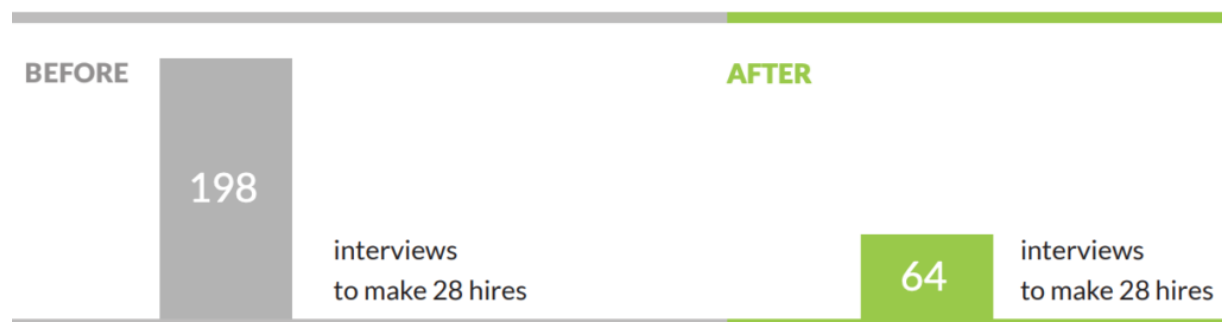 BEFORE
198
interviews
to make 28 hires
AFTER
64
interviews
to make 28 hires